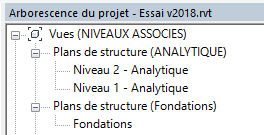 Arborescence du projet - Essai v2018.rvt
Vues (NIVEAUX ASSOCIES)
Plans de structure (ANALYTIQUE)
Niveau 2 - Analytique
Niveau 1 - Analytique
Plans de structure (Fondations)
Fondations